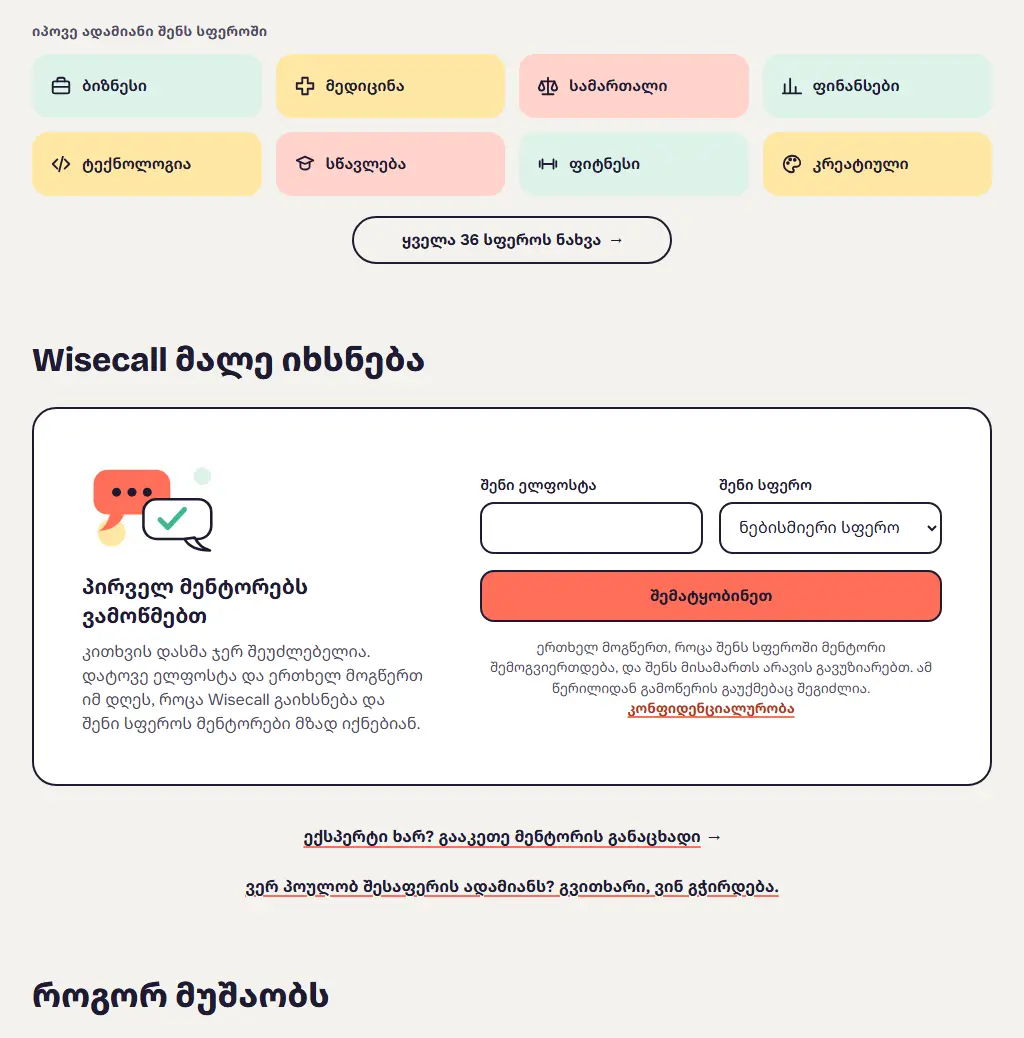 იპოვე ადამიანი შენს სფეროში
ბიზნესი
მედიცინა
სამართალი
ფინანსები
ტექნოლოგია
სწავლება
ფიტნესი
კრეატიული
ყველა 36 სფეროს ნახვა →
Wisecall მალე იხსნება
პირველ მენტორებს
ვამოწმებთ
კითხვის დასმა ჯერ შეუძლებელია.
დატოვე ელფოსტა და ერთხელ მოგწერთ
იმ დღეს, როცა Wisecall გაიხსნება და
შენი სფეროს მენტორები მზად იქნებიან.
შენი ელფოსტა
შენი სფერო
ნებისმიერი სფერო
შემატყობინეთ
ერთხელ მოგწერთ, როცა შენს სფეროში მენტორი
შემოგვიერთდება, და შენს მისამართს არავის გავუზიარებთ. ამ
წერილიდან გამოწერის გაუქმებაც შეგიძლია.
კონფიდენციალურობა
ექსპერტი ხარ? გააკეთე მენტორის განაცხადი →
ვერ პოულობ შესაფერის ადამიანს? გვითხარი, ვინ გჭირდება.
როგორ მუშაობს